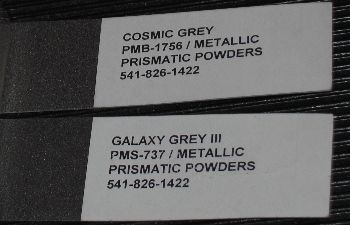 COSMIC GREY
PMB-1756 / METALLIC
PRISMATIC POWDERS
541-826-1422
GALAXY GREY III
PMS-737 / METALLIC
PRISMATIC POWDERS
541-826-1422